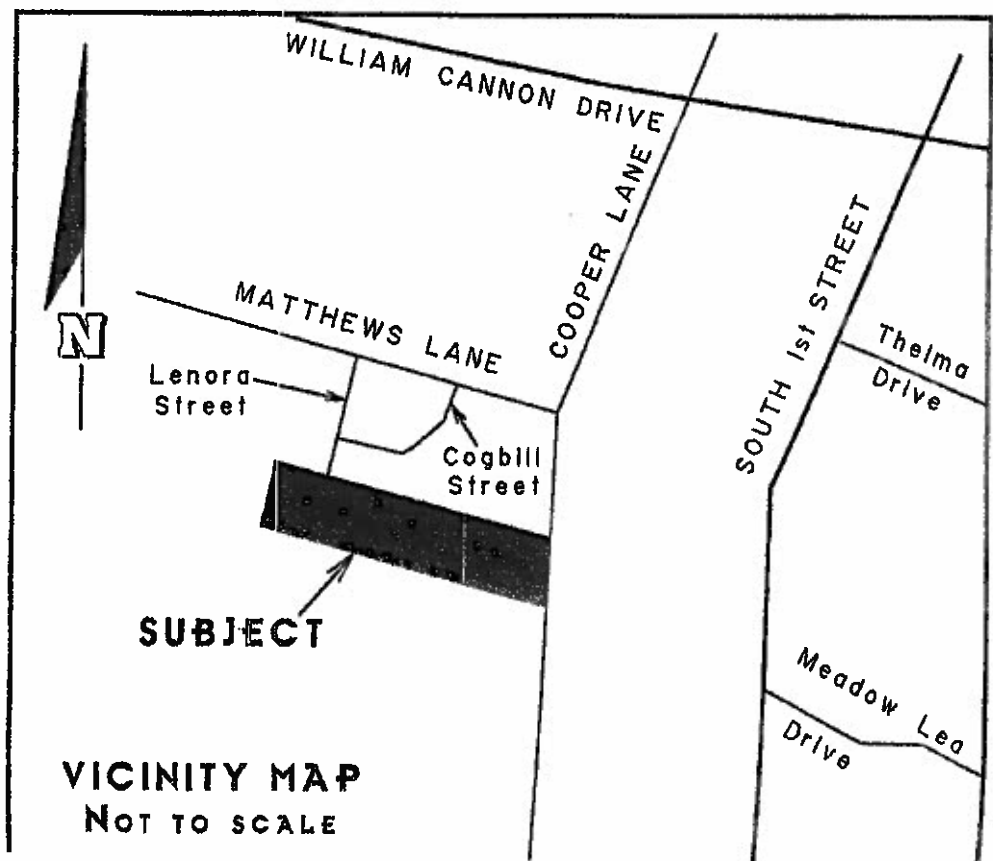 WILLIAM CANNON DRIVE
COOPER LANE
SOUTH 1st STREET
N
MATTHEWS LANE
Lenora
Street
Thelma
Drive
Cogbill
Street
SUBJECT
Meadow Lea
Drive
VICINITY MAP
NOT TO SCALE